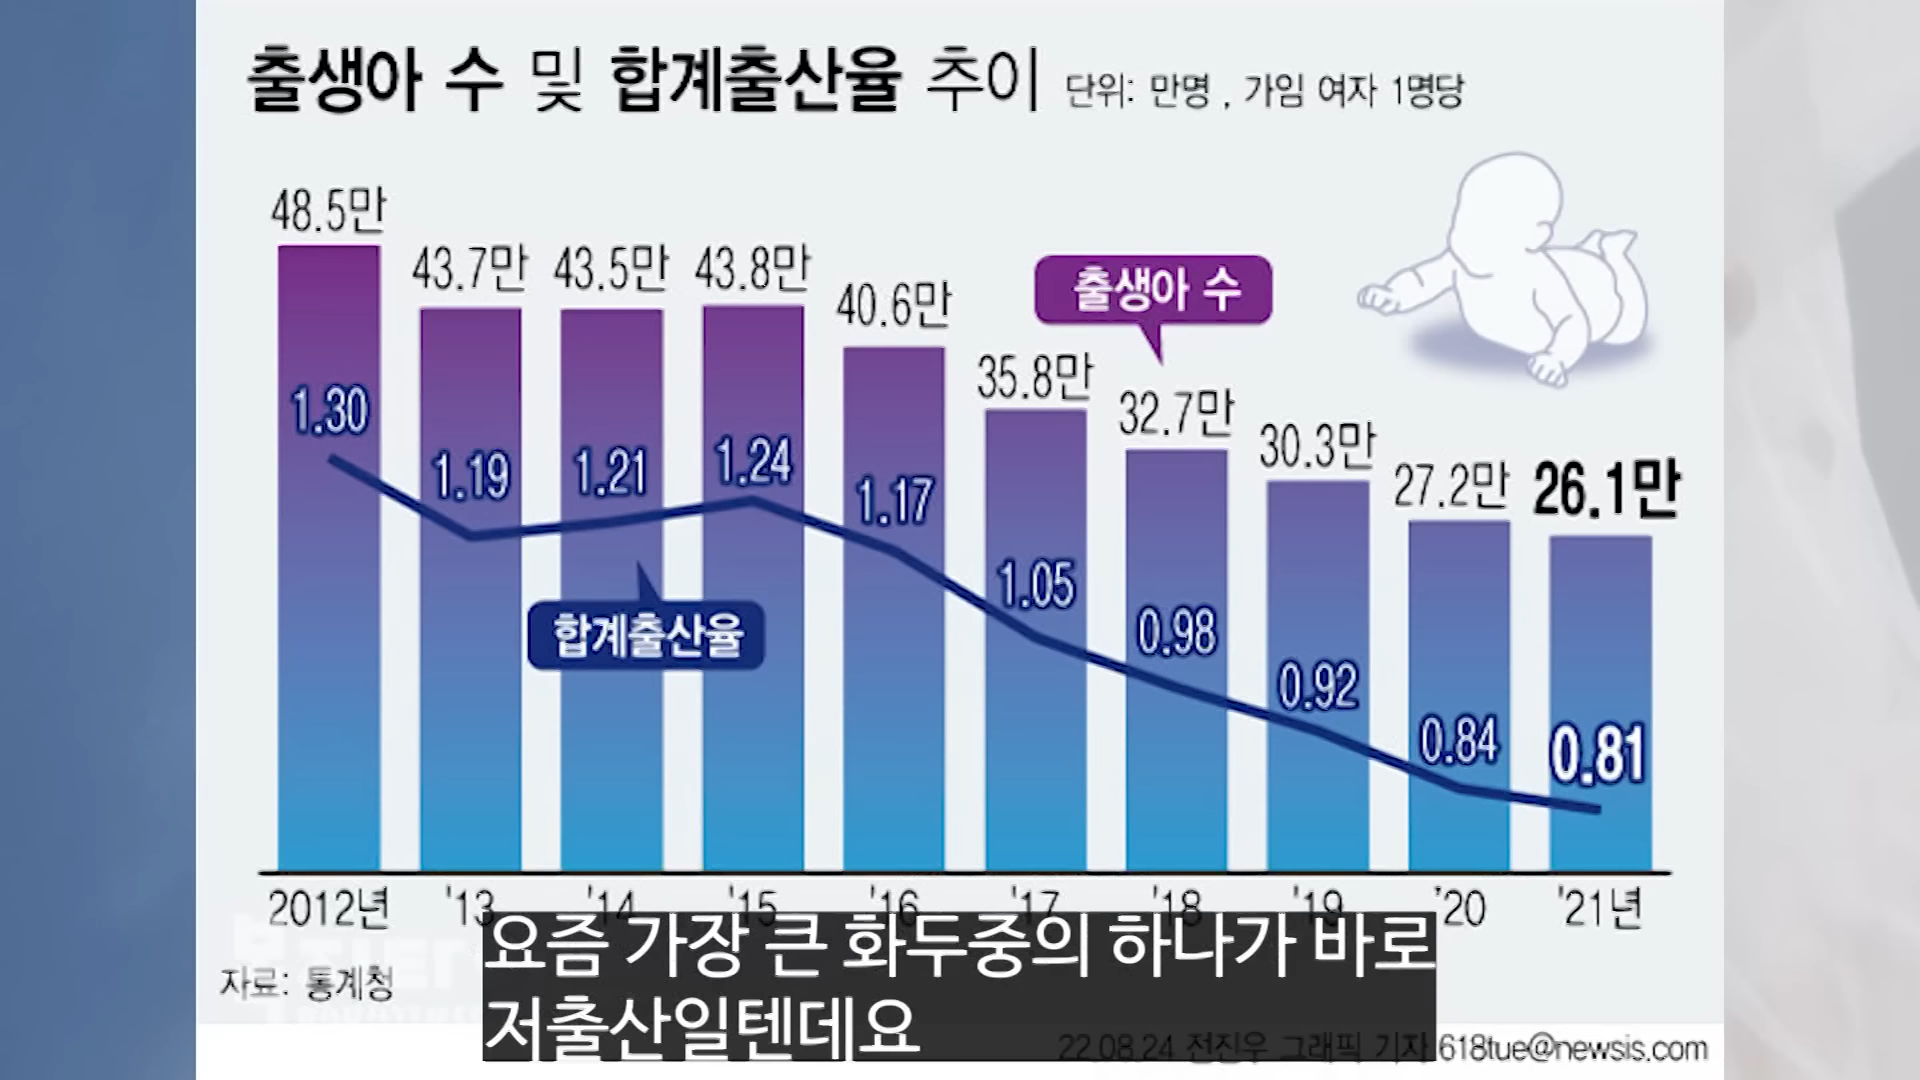 출생아 수 및 합계출산율 추이 단위: 만명 , 가임 여자 1명당
48.5만
43.7만
43.5만
43.8만
40.6만
35.8만
32.7만
30.3만
27.2만
26.1만
출생아 수
1.30
1.19
1.21
1.24
1.17
1.05
0.98
0.92
0.84
0.81
합계출산율
2012년 '13 '14 '15 '16 '17 '18 '19 '20 '21년
자료: 통계청
요즘 가장 큰 화두중의 하나가 바로
저출산일텐데요
22.08.24 전진우 그래픽 기자 618tue@newsis.com